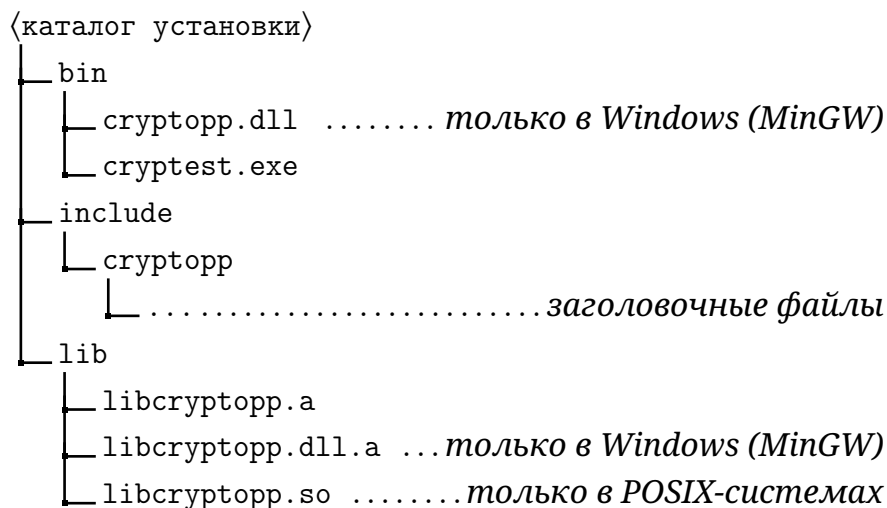 ⟨каталог установки⟩
bin
cryptopp.dll ........ только в Windows (MinGW)
cryptest.exe
include
cryptopp
........................... заголовочные файлы
lib
libcryptopp.a
libcryptopp.dll.a ... только в Windows (MinGW)
libcryptopp.so ........ только в POSIX-системах